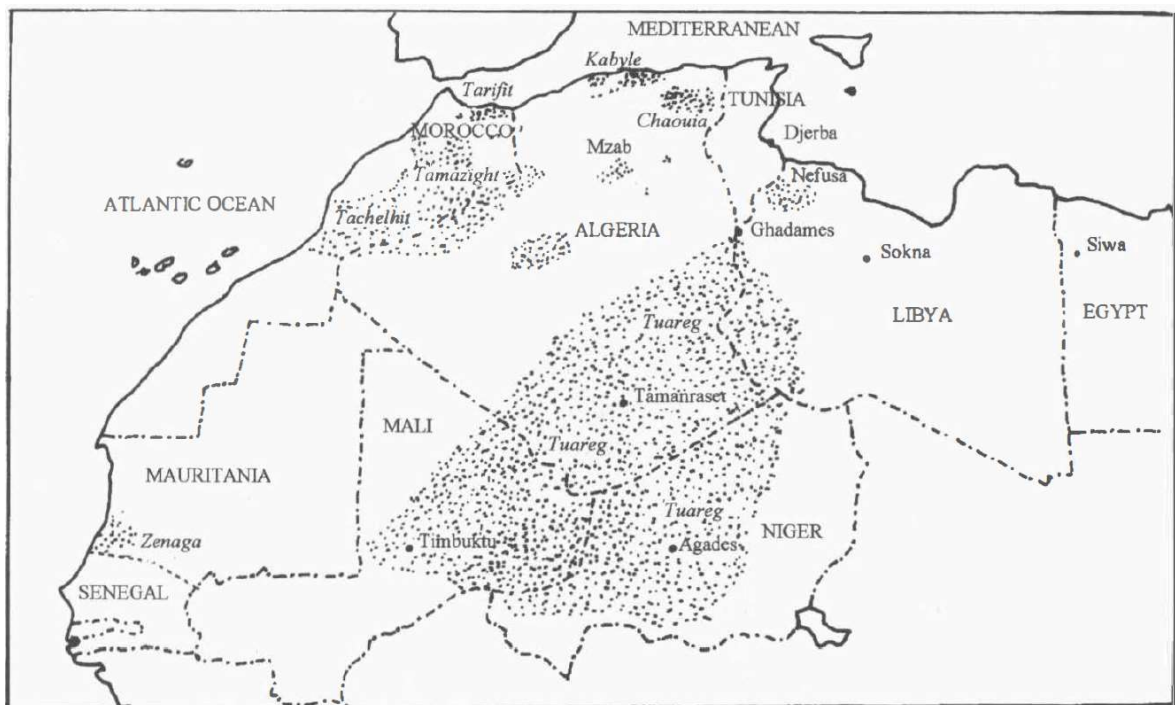 MEDITERRANEAN
Kabyle
Tarifit
TUNISIA
MOROCCO
Chaouia
Djerba
Mzab
Nefusa
Tamazight
ATLANTIC OCEAN
Tachelhit
ALGERIA
Ghadames
Sokna
Siwa
LIBYA
EGYPT
Tuareg
Tamanraset
MALI
Tuareg
MAURITANIA
Tuareg
NIGER
Zenaga
Timbuktu
Agades
SENEGAL